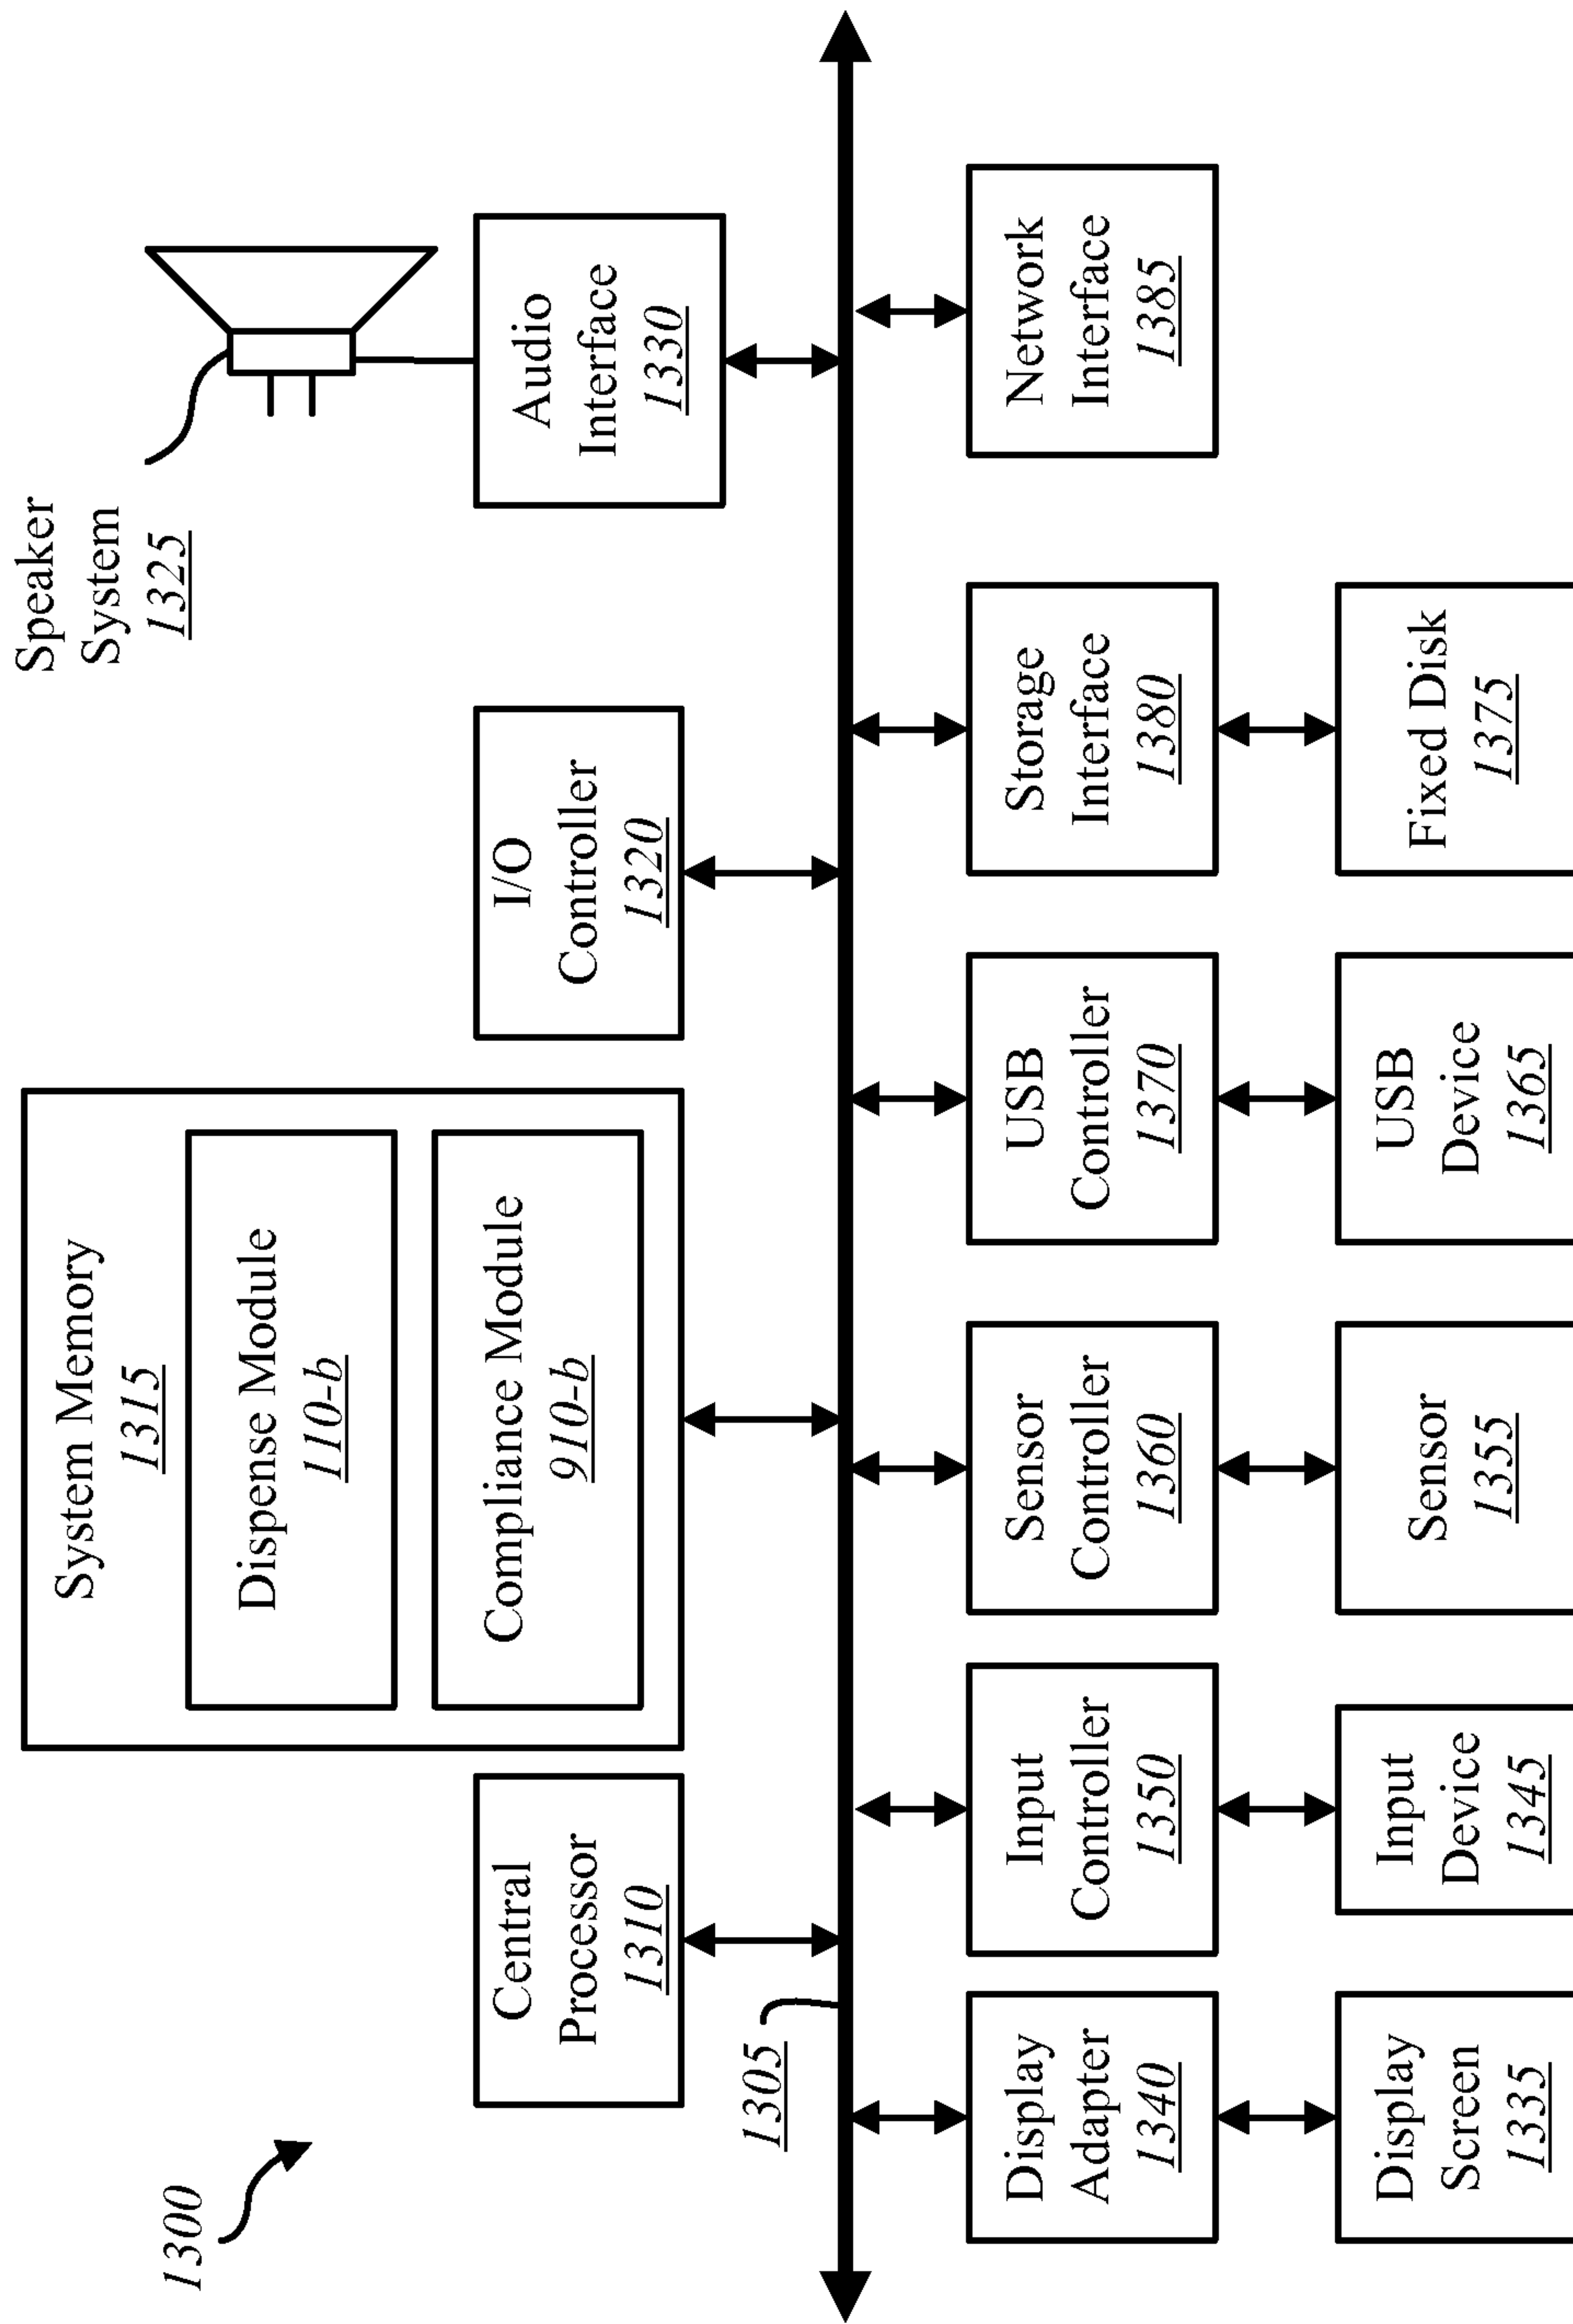 1300
Central
Processor
1310
System Memory
1315
Dispense Module
110-b
Compliance Module
910-b
I/O
Controller
1320
Speaker
System
1325
Audio
Interface
1330
1305
Display
Adapter
1340
Input
Controller
1350
Sensor
Controller
1360
USB
Controller
1370
Storage
Interface
1380
Network
Interface
1385
Display
Screen
1335
Input
Device
1345
Sensor
1355
USB
Device
1365
Fixed Disk
1375